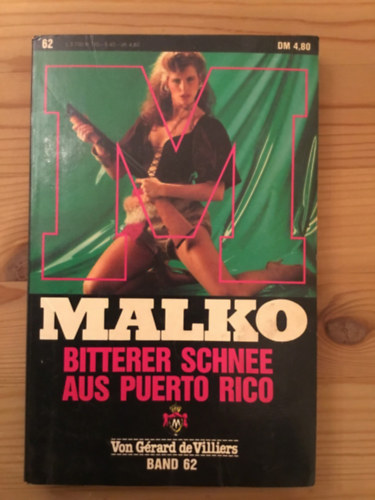 62
DM 4,80
M
MALKO
BITTERER SCHNEE
AUS PUERTO RICO
M
Von Gérard de Villiers
BAND 62